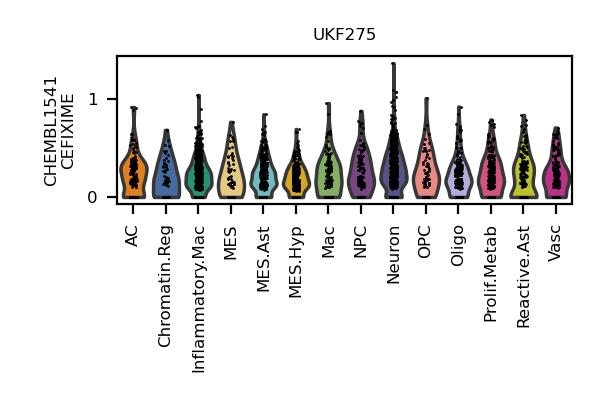 UKF275
CHEMBL1541
CEFIXIME
1
0
AC
Chromatin.Reg
Inflammatory.Mac
MES
MES.Ast
MES.Hyp
Mac
NPC
Neuron
OPC
Oligo
Prolif.Metab
Reactive.Ast
Vasc